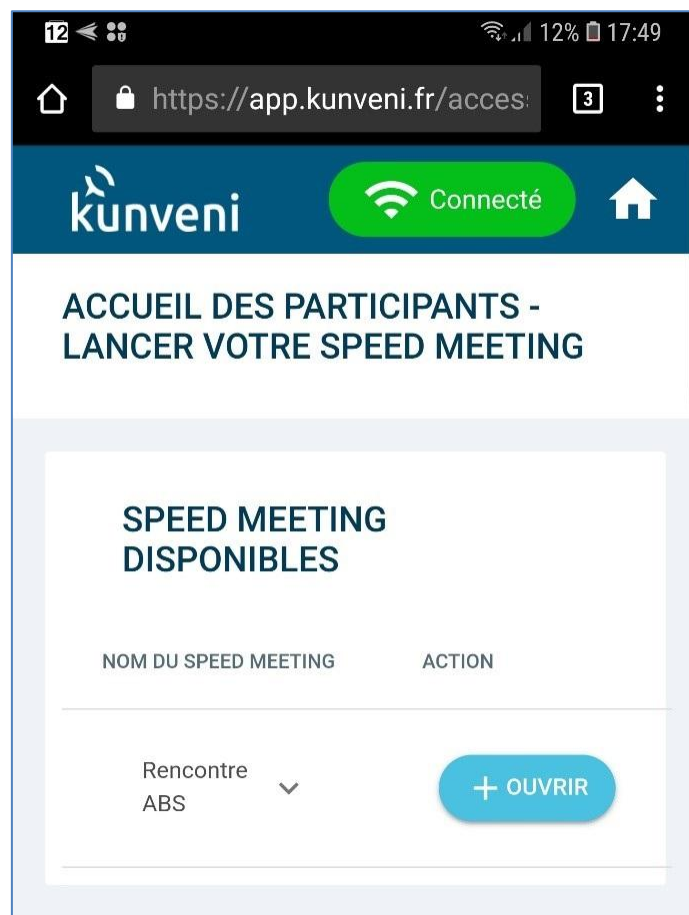 12 12% 17:49
https://app.kunveni.fr/acces 3
kunveni Connecté
ACCUEIL DES PARTICIPANTS -
LANCER VOTRE SPEED MEETING
SPEED MEETING
DISPONIBLES
NOM DU SPEED MEETING ACTION
Rencontre
ABS
+ OUVRIR